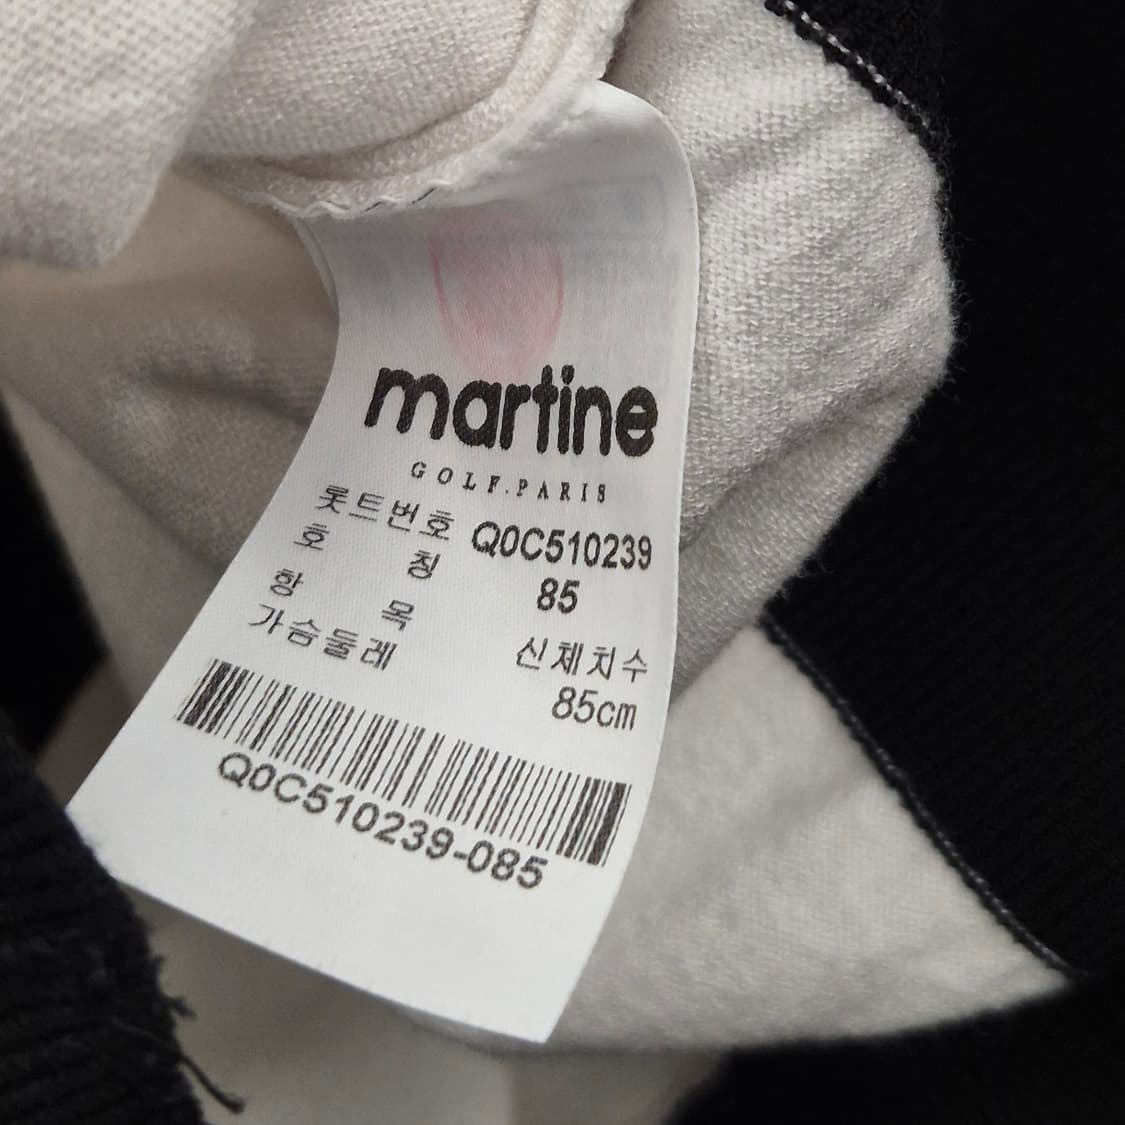 martine
GOLF.PARIS
롯트번호 Q0C510239
호 칭 85
항 목 신체치수
가슴둘레 85cm
Q0C510239-085